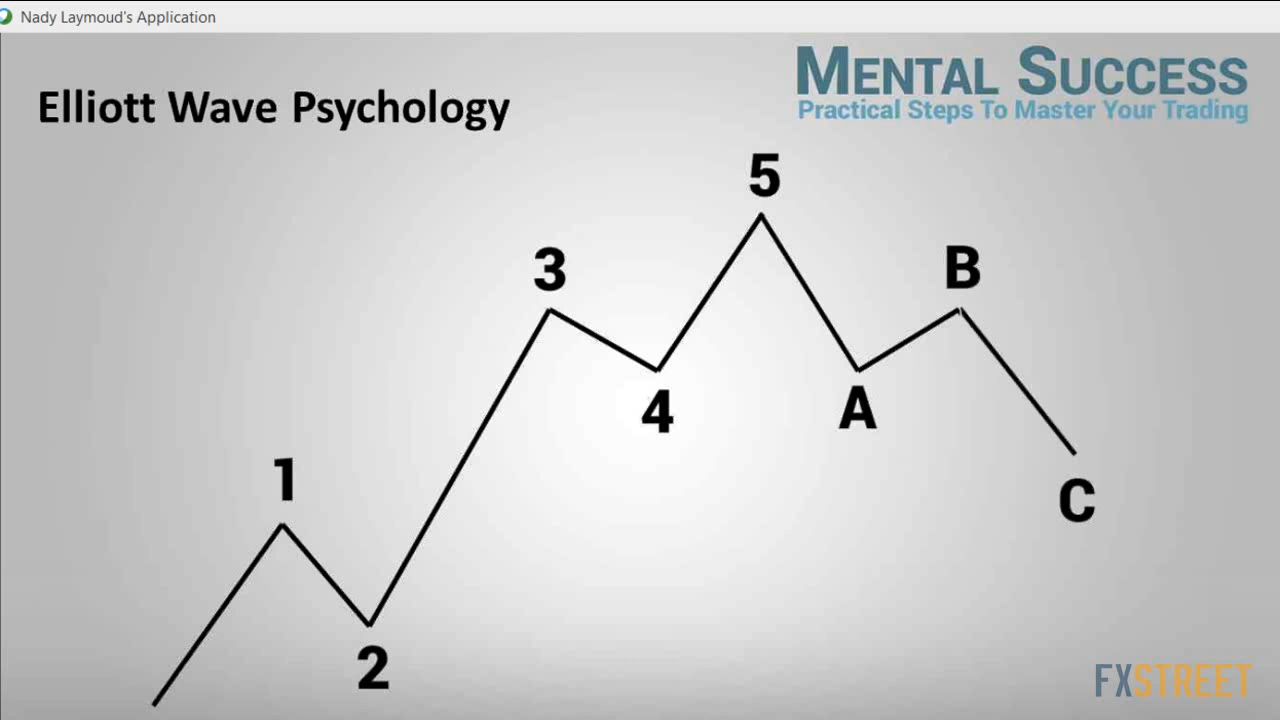 Nady Laymoud's Application
MENTAL SUCCESS
Practical Steps To Master Your Trading
Elliott Wave Psychology
5
3
B
4
A
1
C
2
FXSTREET